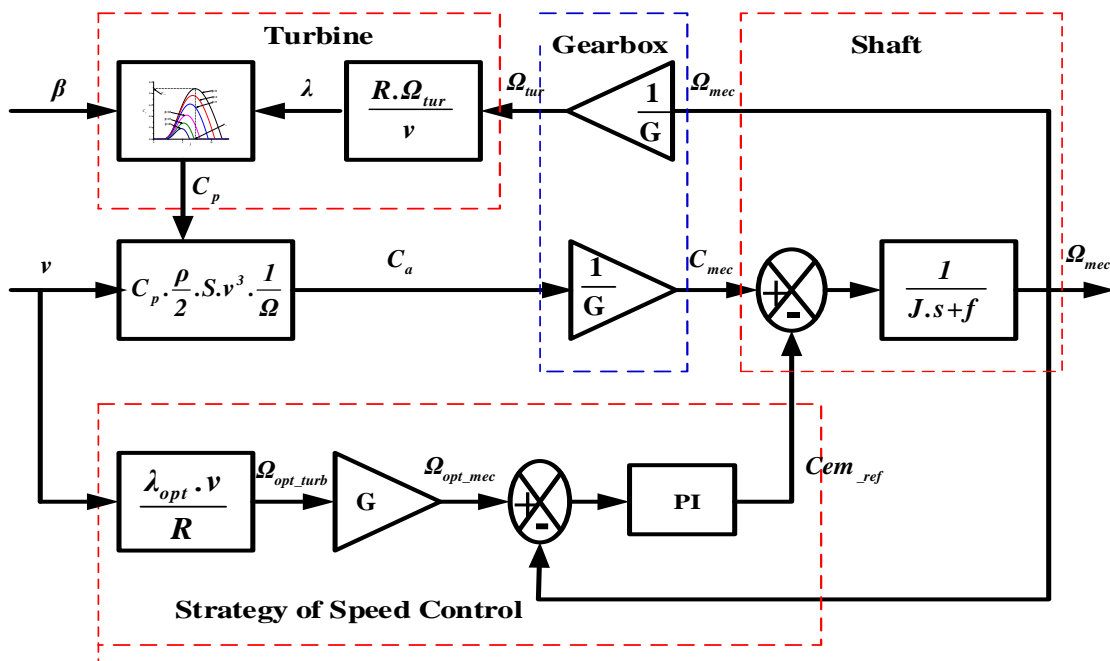 Turbine
Gearbox
Shaft
β
λ
R.Ω_tur
v
Ω_tur
1
G
Ω_mec
C_p
v
C_p . ρ/2 . S.v³ . 1/Ω
C_a
1
G
C_mec
+
-
1
J.s+f
Ω_mec
λ_opt . v
R
Ω_opt_turb
G
Ω_opt_mec
+
-
PI
Cem_ref
Strategy of Speed Control